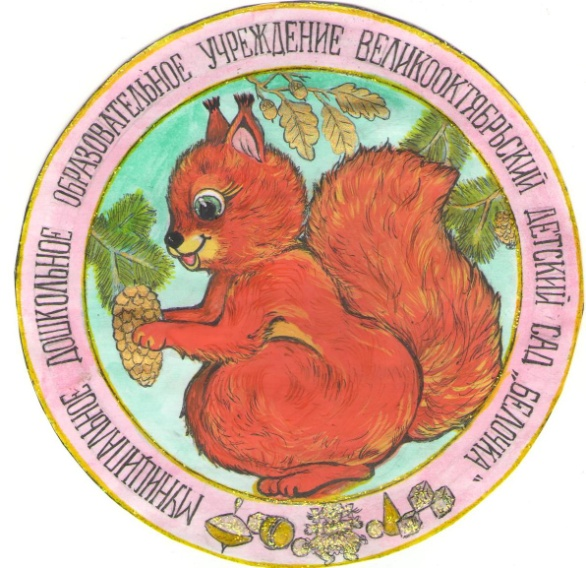 МУНИЦИПАЛЬНОЕ ДОШКОЛЬНОЕ ОБРАЗОВАТЕЛЬНОЕ УЧРЕЖДЕНИЕ ВЕЛИКООКТЯБРЬСКИЙ ДЕТСКИЙ САД „БЕЛОЧКА“